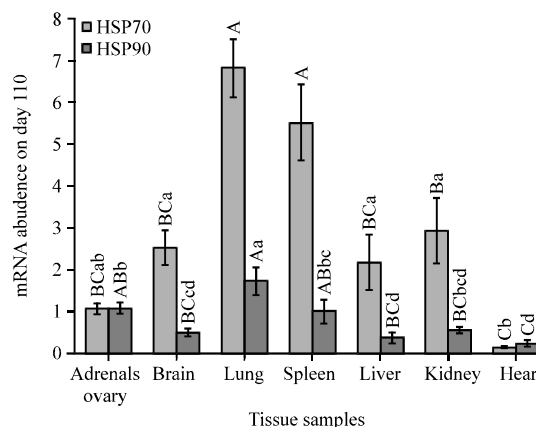 8
7
6
5
4
3
2
1
0
mRNA abudence on day 110
HSP70
HSP90
BCab
ABb
BCa
BCcd
A
Aa
A
ABbc
BCa
BCd
Ba
BCbcd
Cb
Cd
Adrenals
ovary
Brain
Lung
Spleen
Liver
Kidney
Hear
Tissue samples